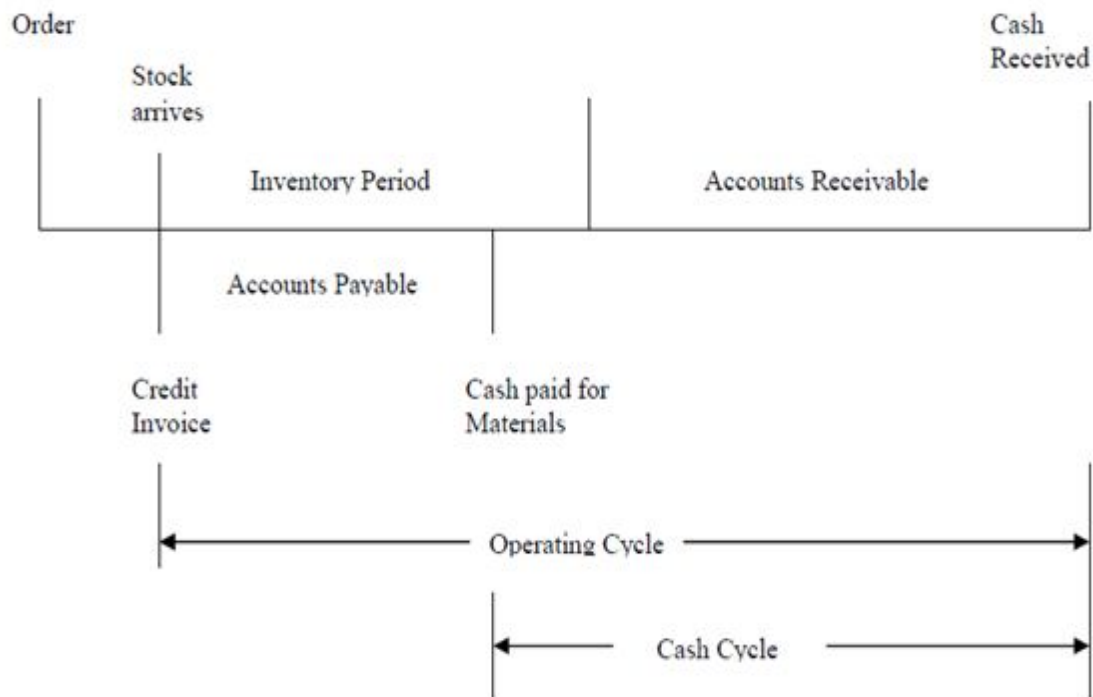 Order
Cash
Received
Stock
arrives
Inventory Period
Accounts Receivable
Accounts Payable
Credit
Invoice
Cash paid for
Materials
Operating Cycle
Cash Cycle